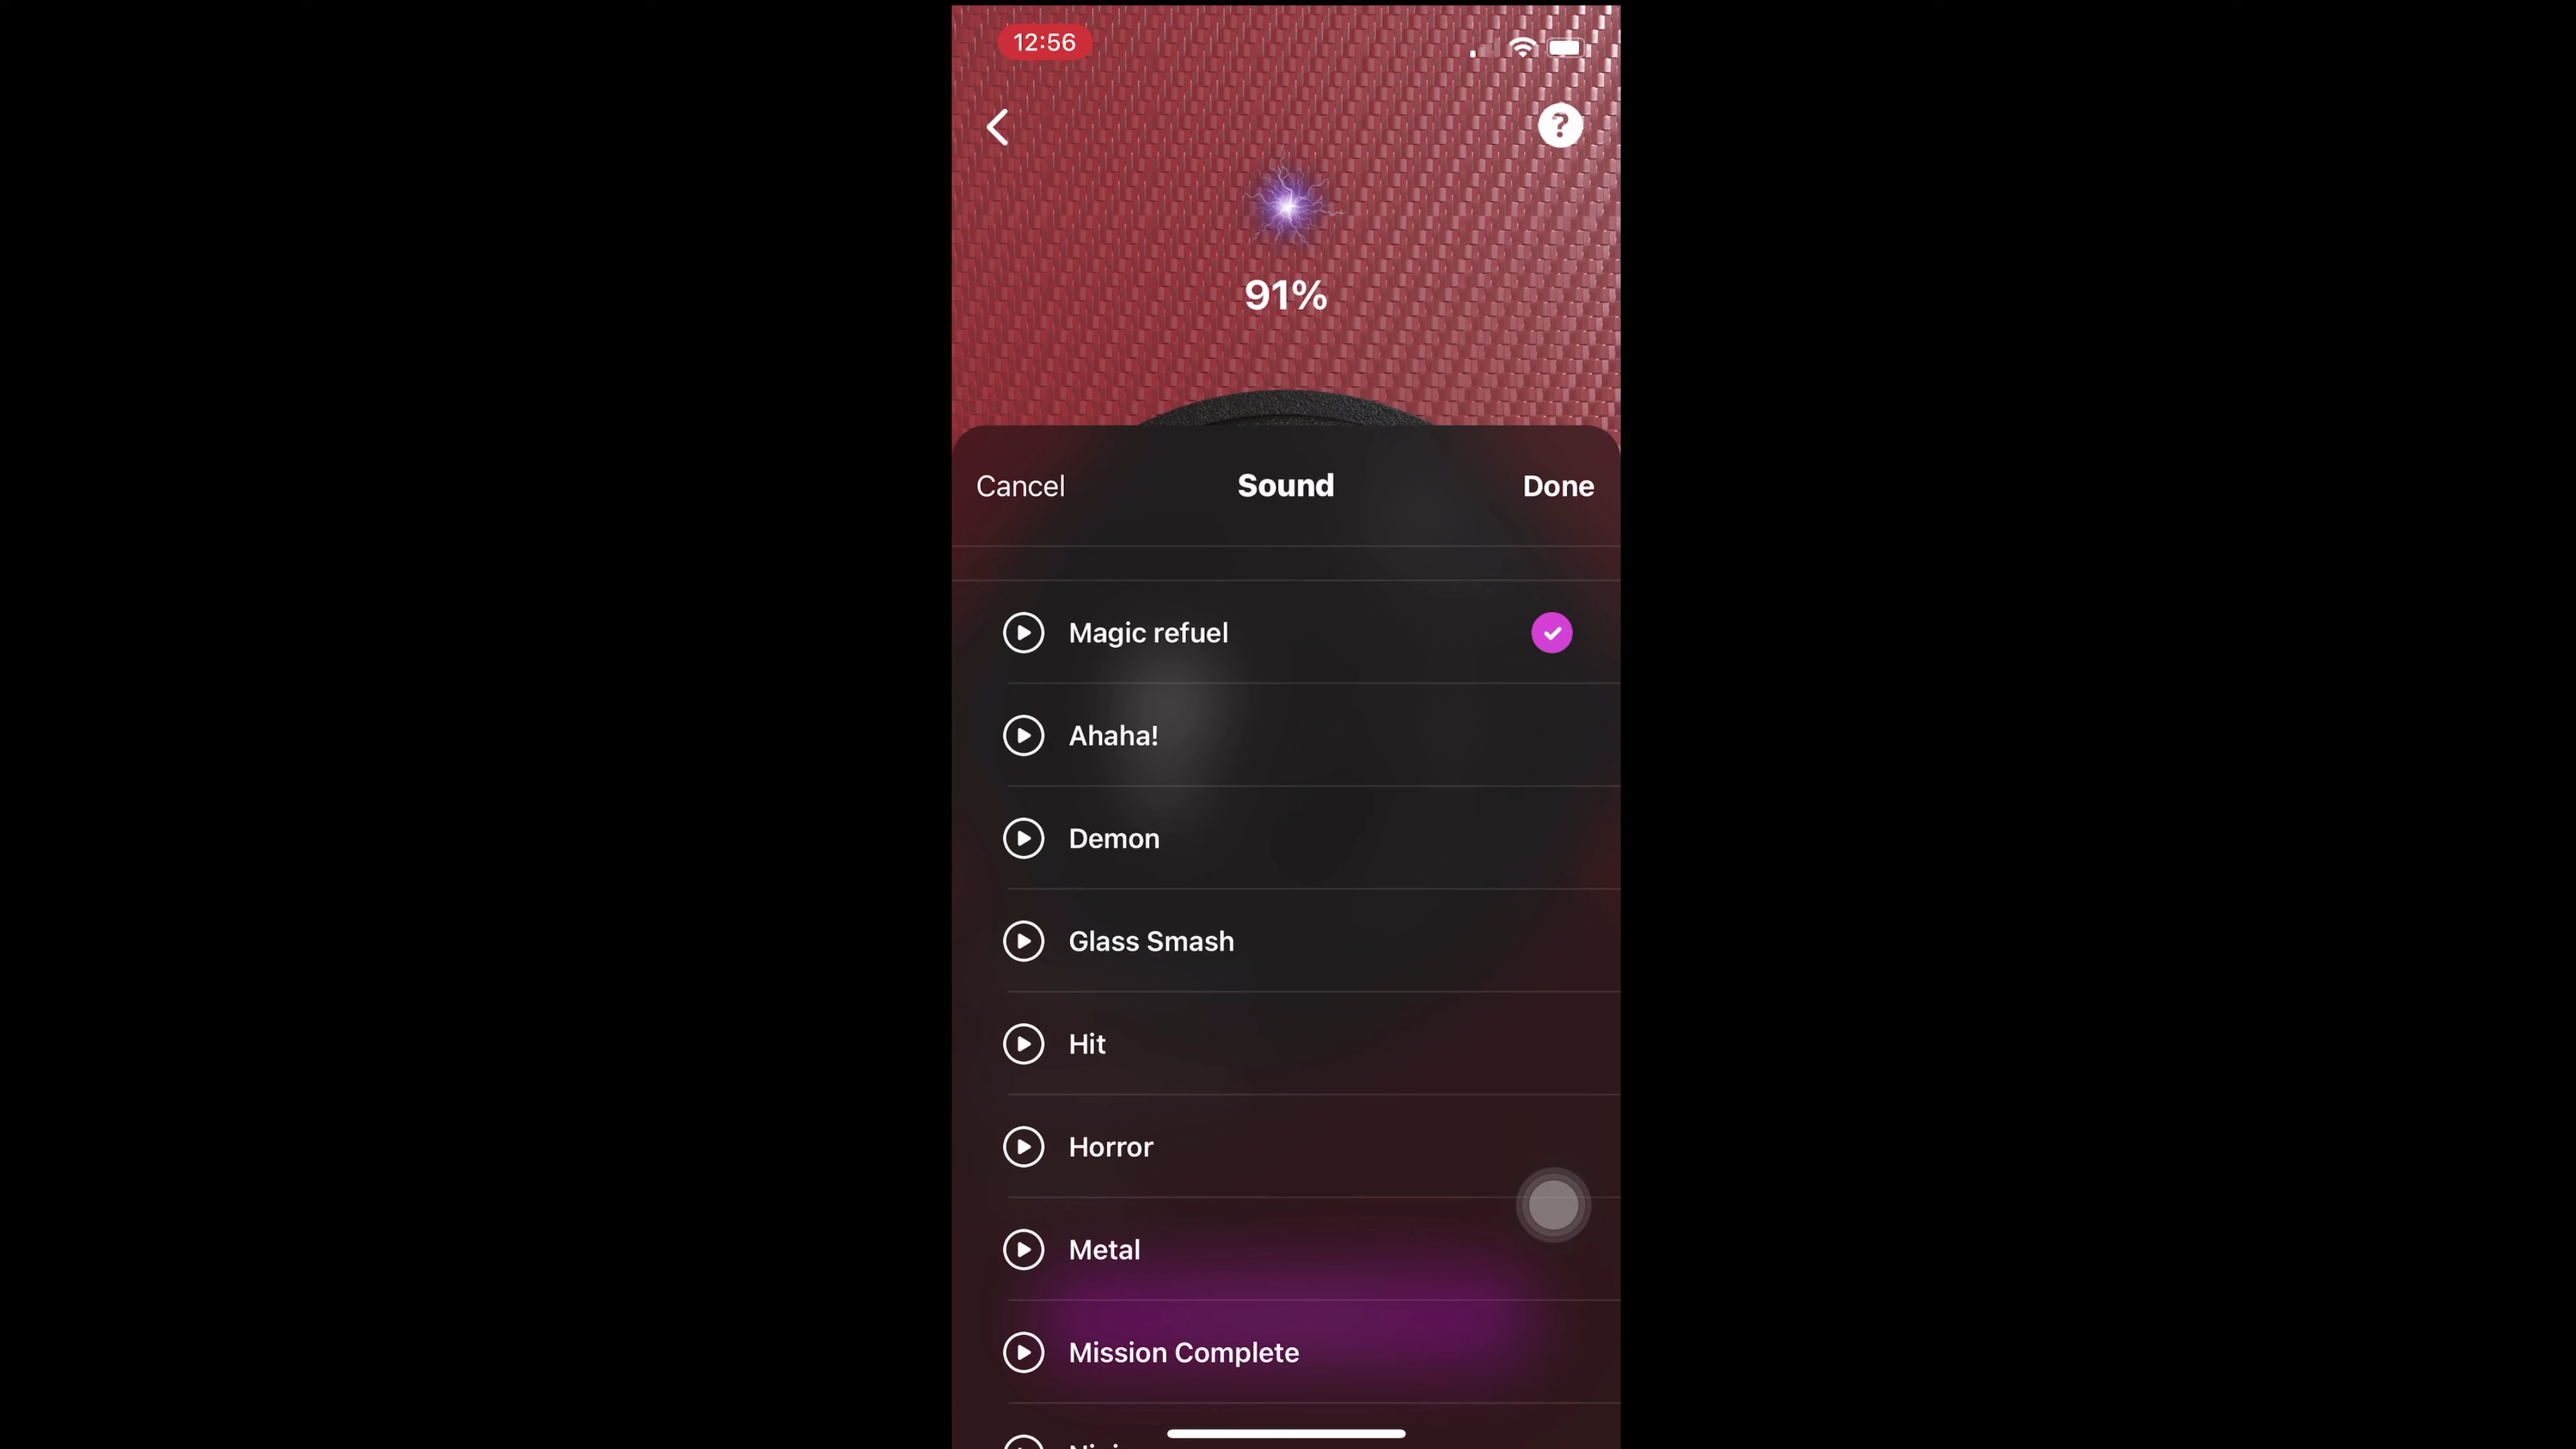 12:56
?
91%
Cancel
Sound
Done
Magic refuel
Ahaha!
Demon
Glass Smash
Hit
Horror
Metal
Mission Complete